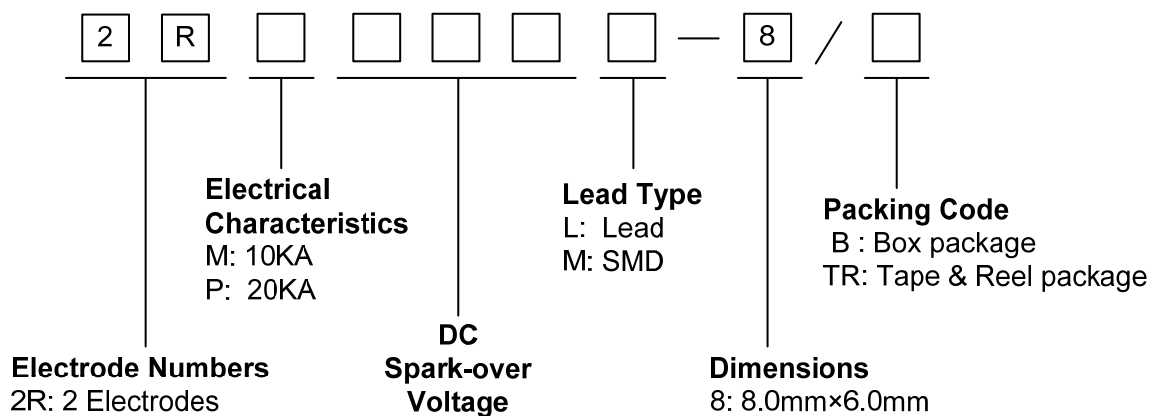 2 R — 8 /
Electrical
Characteristics
M: 10KA
P: 20KA
Lead Type
L: Lead
M: SMD
Packing Code
B : Box package
TR: Tape & Reel package
Electrode Numbers
2R: 2 Electrodes
DC
Spark-over
Voltage
Dimensions
8: 8.0mm×6.0mm